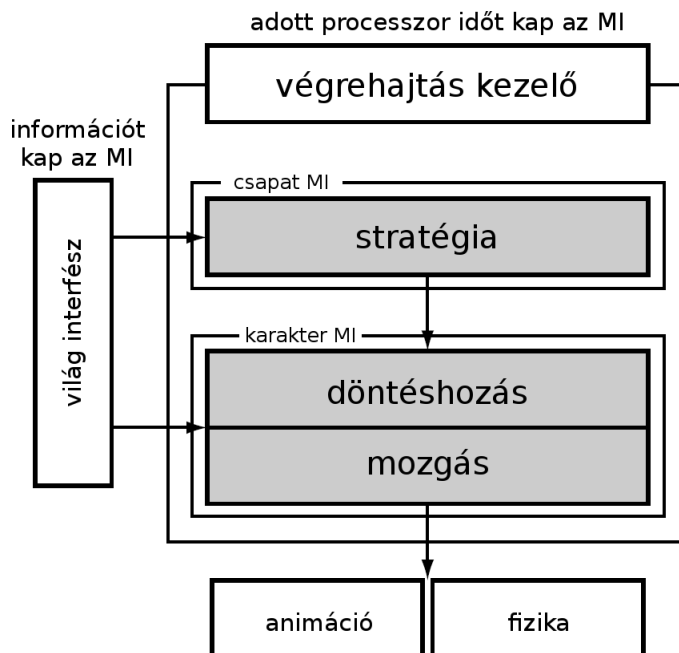 adott processzor időt kap az MI
végrehajtás kezelő
információt
kap az MI
csapat MI
stratégia
világ interfész
karakter MI
döntéshozás
mozgás
animáció
fizika